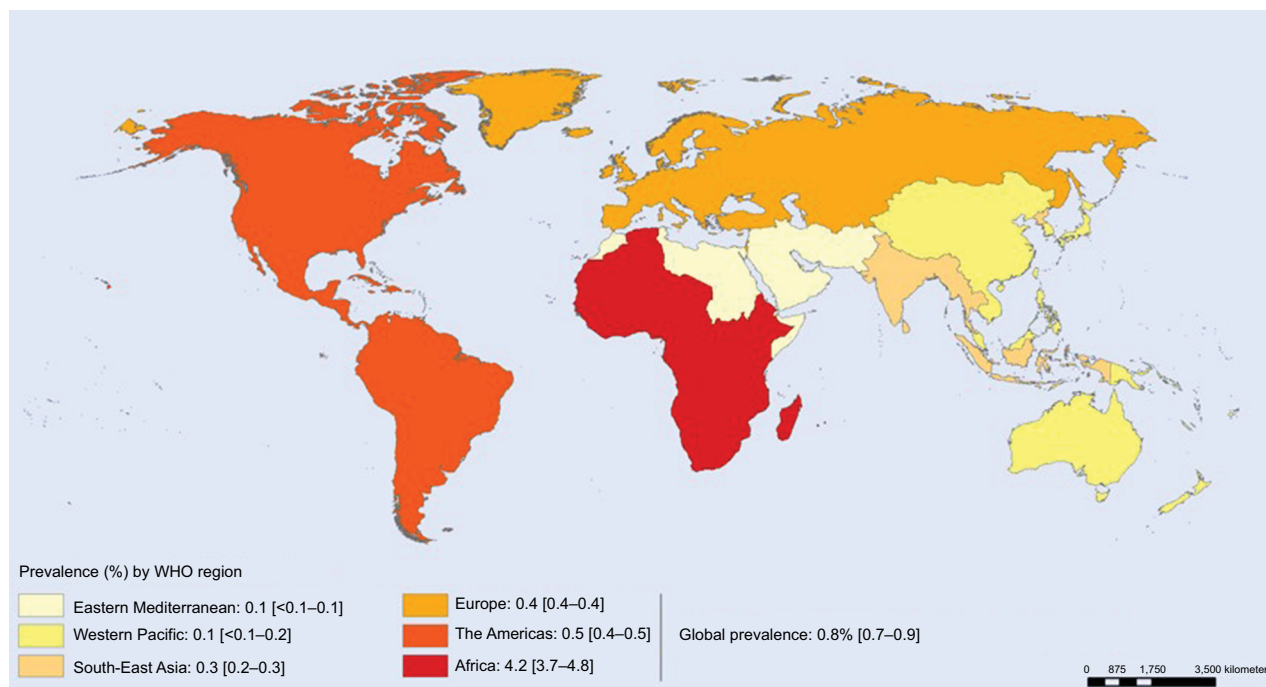 Prevalence (%) by WHO region
Eastern Mediterranean: 0.1 [<0.1–0.1]
Western Pacific: 0.1 [<0.1–0.2]
South-East Asia: 0.3 [0.2–0.3]
Europe: 0.4 [0.4–0.4]
The Americas: 0.5 [0.4–0.5]
Africa: 4.2 [3.7–4.8]
Global prevalence: 0.8% [0.7–0.9]
0 875 1,750 3,500 kilometer